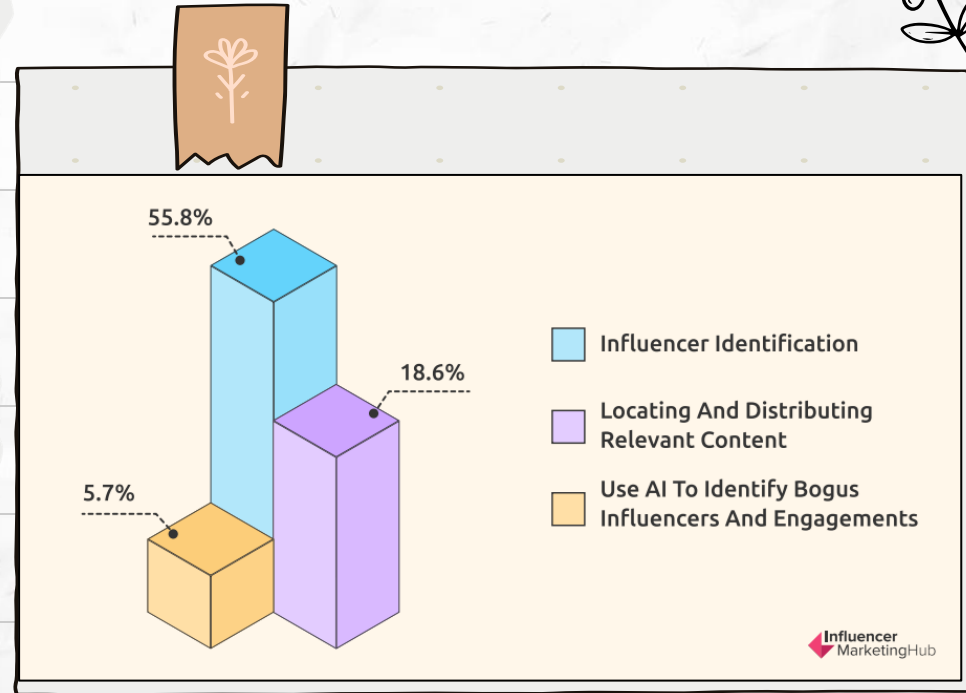 55.8%
18.6%
5.7%
Influencer Identification
Locating And Distributing
Relevant Content
Use AI To Identify Bogus
Influencers And Engagements
Influencer
MarketingHub